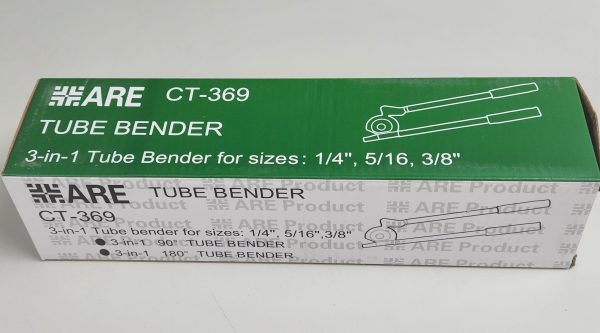 ARE CT-369
TUBE BENDER
3-in-1 Tube Bender for sizes: 1/4", 5/16, 3/8"
ARE TUBE BENDER
CT-369
3-in-1 Tube bender for sizes: 1/4", 5/16",3/8"
3-in-1 90° TUBE BENDER
3-in-1 180° TUBE BENDER
ARE Product
ARE Product
ARE Product
ARE Product